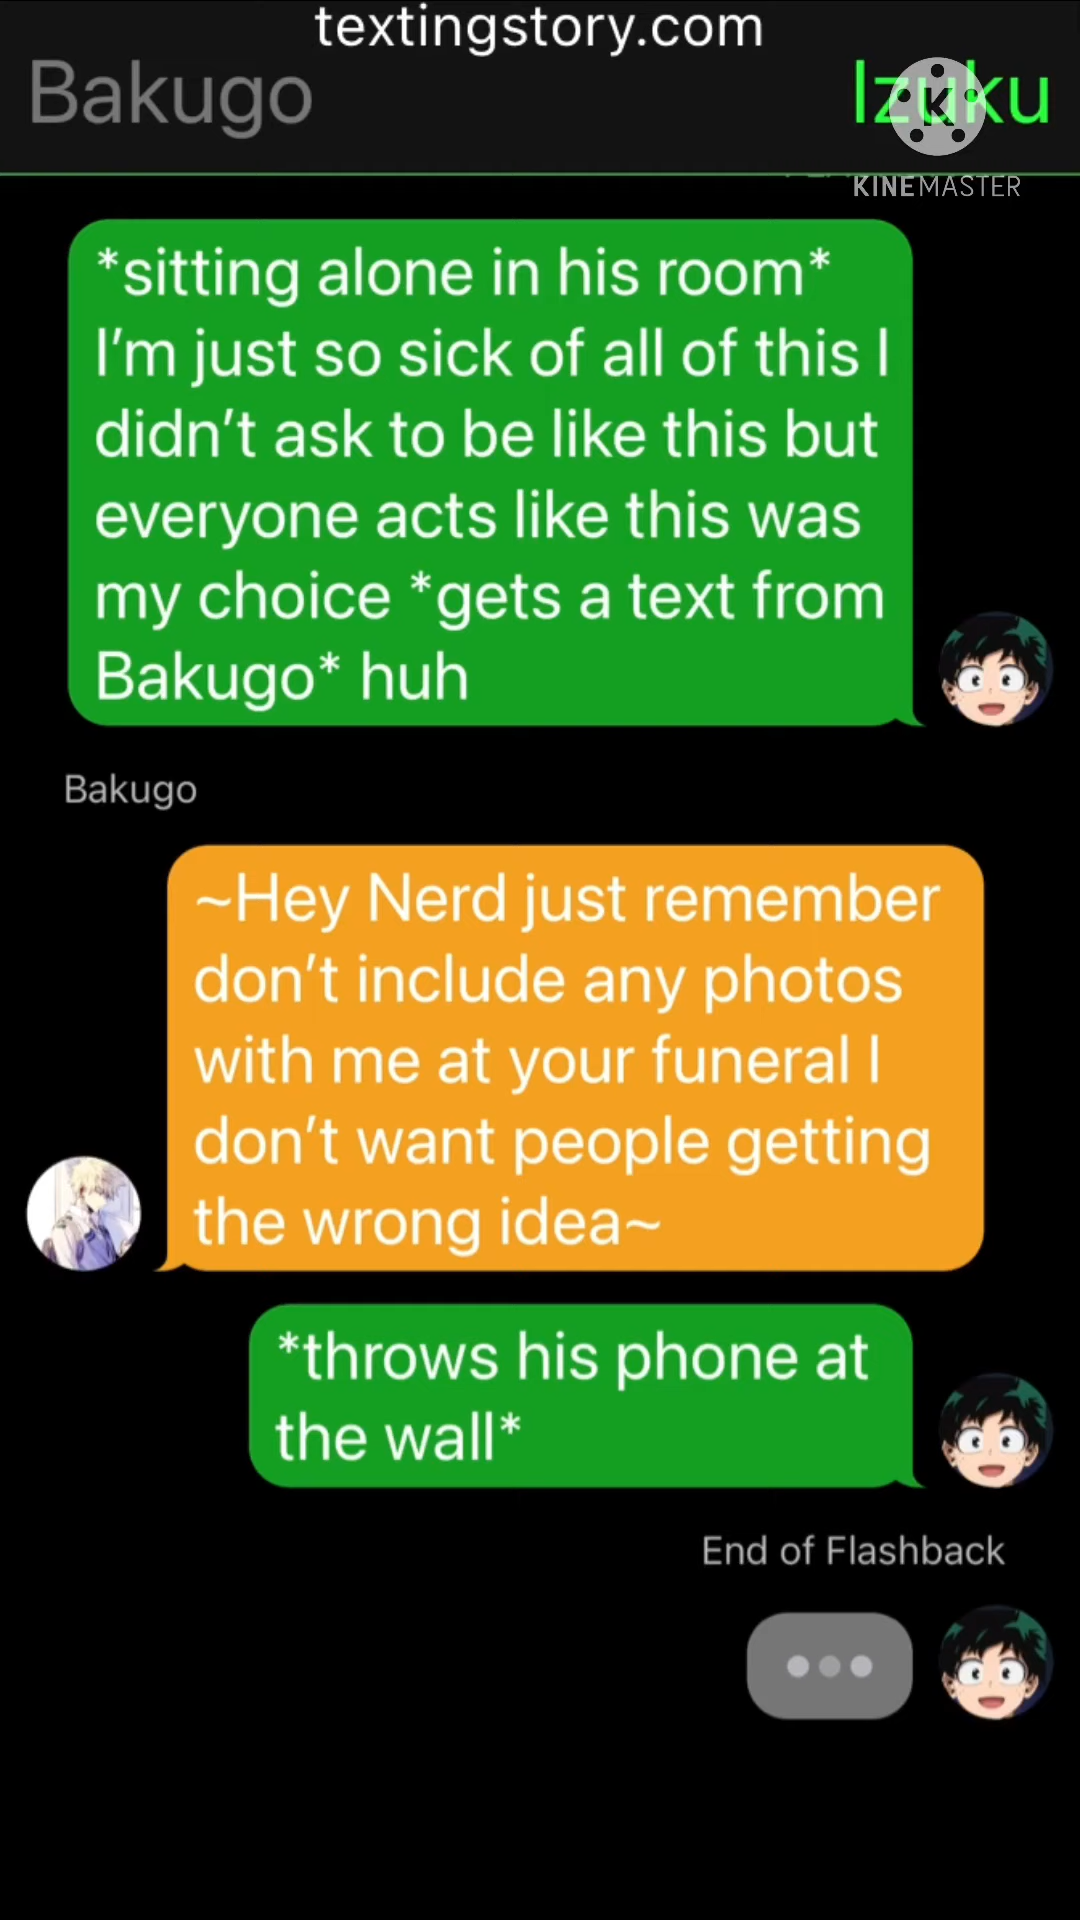 textingstory.com
Bakugo
Izuku
K
KINEMASTER
*sitting alone in his room*
I'm just so sick of all of this I
didn't ask to be like this but
everyone acts like this was
my choice *gets a text from
Bakugo* huh
Bakugo
~Hey Nerd just remember
don't include any photos
with me at your funeral I
don't want people getting
the wrong idea~
*throws his phone at
the wall*
End of Flashback